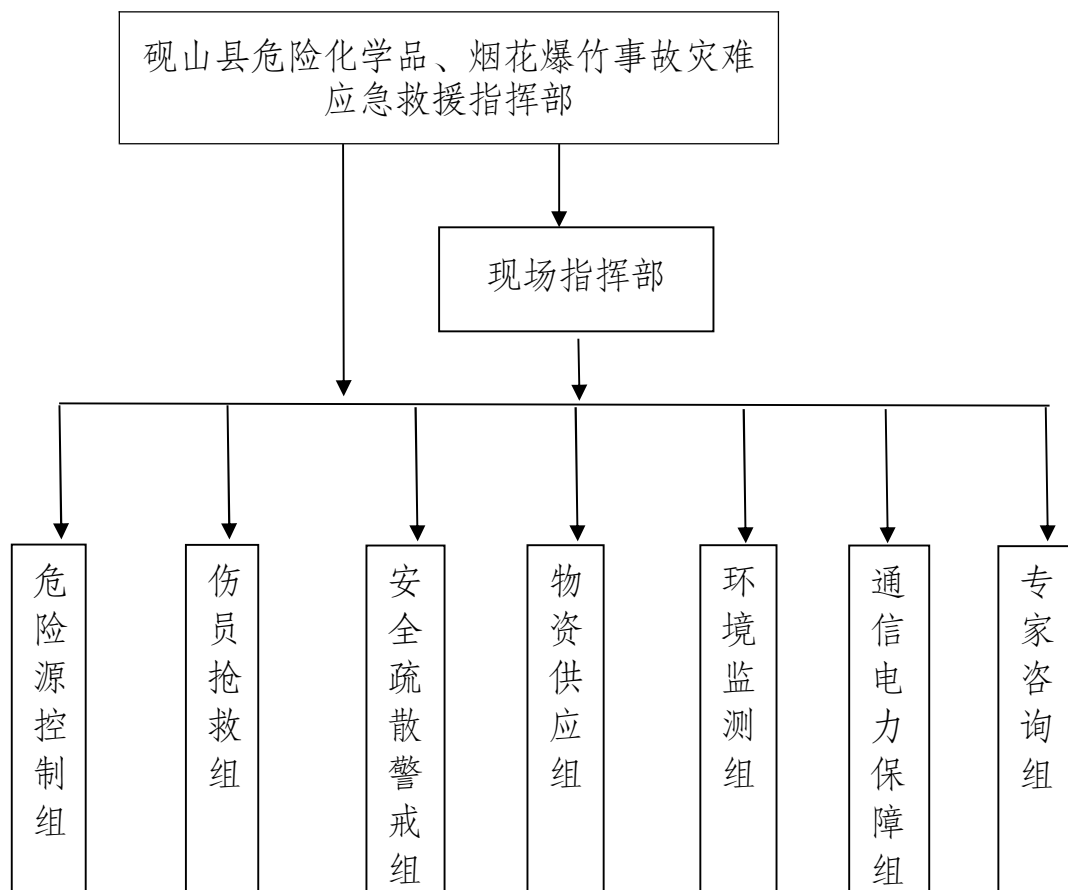 砚山县危险化学品、烟花爆竹事故灾难
应急救援指挥部
现场指挥部
危险源控制组
伤员抢救组
安全疏散警戒组
物资供应组
环境监测组
通信电力保障组
专家咨询组